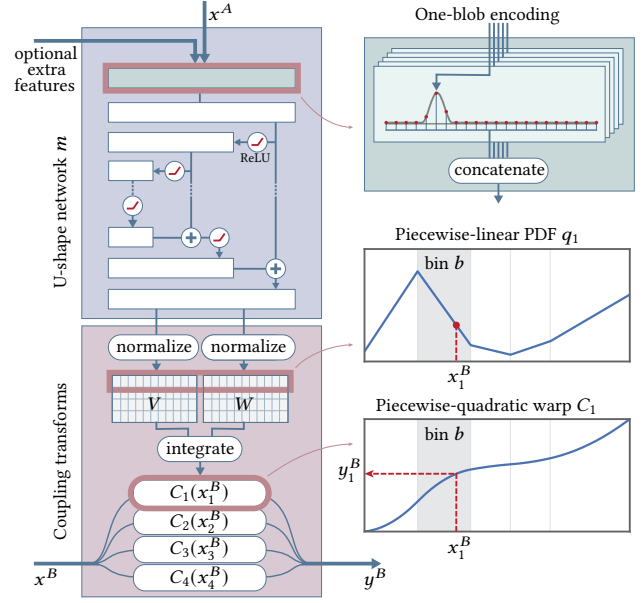 x^A
optional
extra
features
U-shape network m
ReLU
One-blob encoding
concatenate
normalize
normalize
V
W
integrate
Coupling transforms
C_1(x_1^B)
C_2(x_2^B)
C_3(x_3^B)
C_4(x_4^B)
x^B
y^B
Piecewise-linear PDF q_1
bin b
x_1^B
Piecewise-quadratic warp C_1
bin b
y_1^B
x_1^B